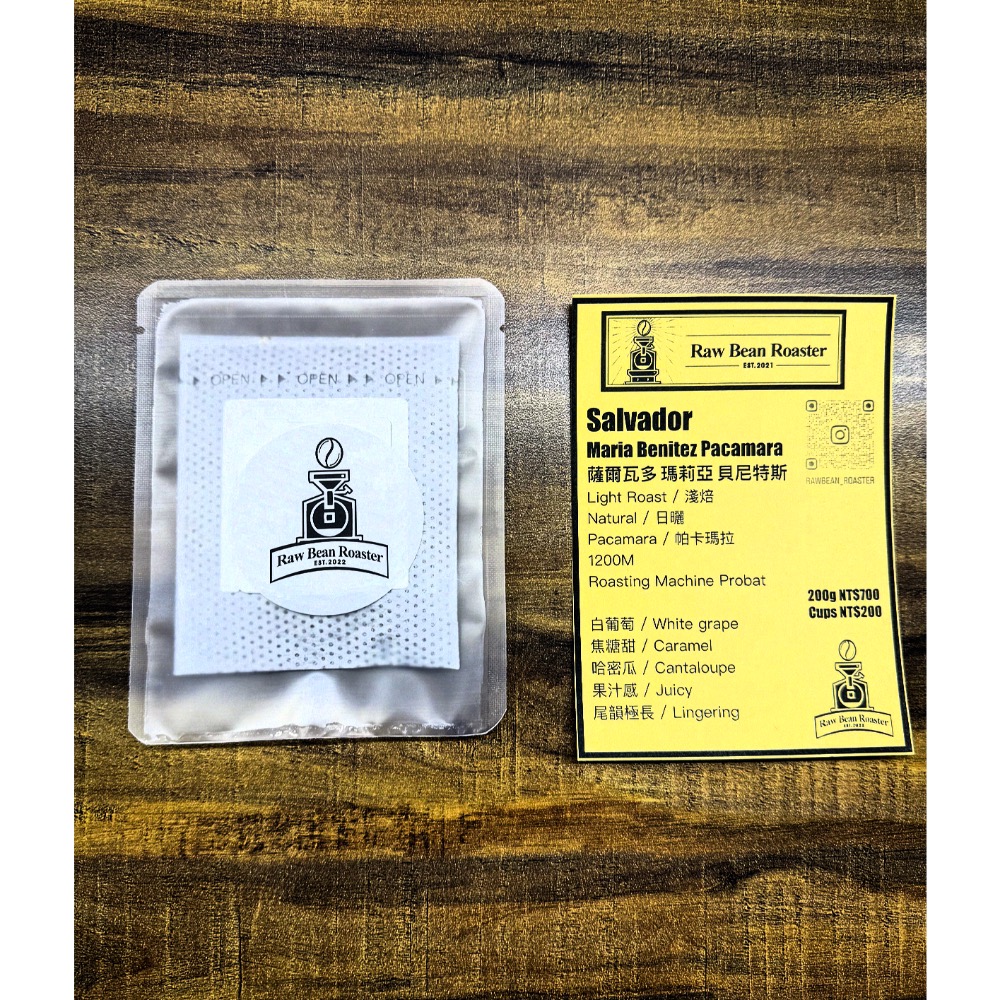 OPEN OPEN OPEN
Raw Bean Roaster
EST.2022
Raw Bean Roaster
EST.2021
Salvador
Maria Benitez Pacamara
薩爾瓦多 瑪莉亞 貝尼特斯
Light Roast / 淺焙
Natural / 日曬
Pacamara / 帕卡瑪拉
1200M
Roasting Machine Probat
RAWBEAN_ROASTER
200g NT$700
Cups NT$200
白葡萄 / White grape
焦糖甜 / Caramel
哈密瓜 / Cantaloupe
果汁感 / Juicy
尾韻極長 / Lingering
Raw Bean Roaster